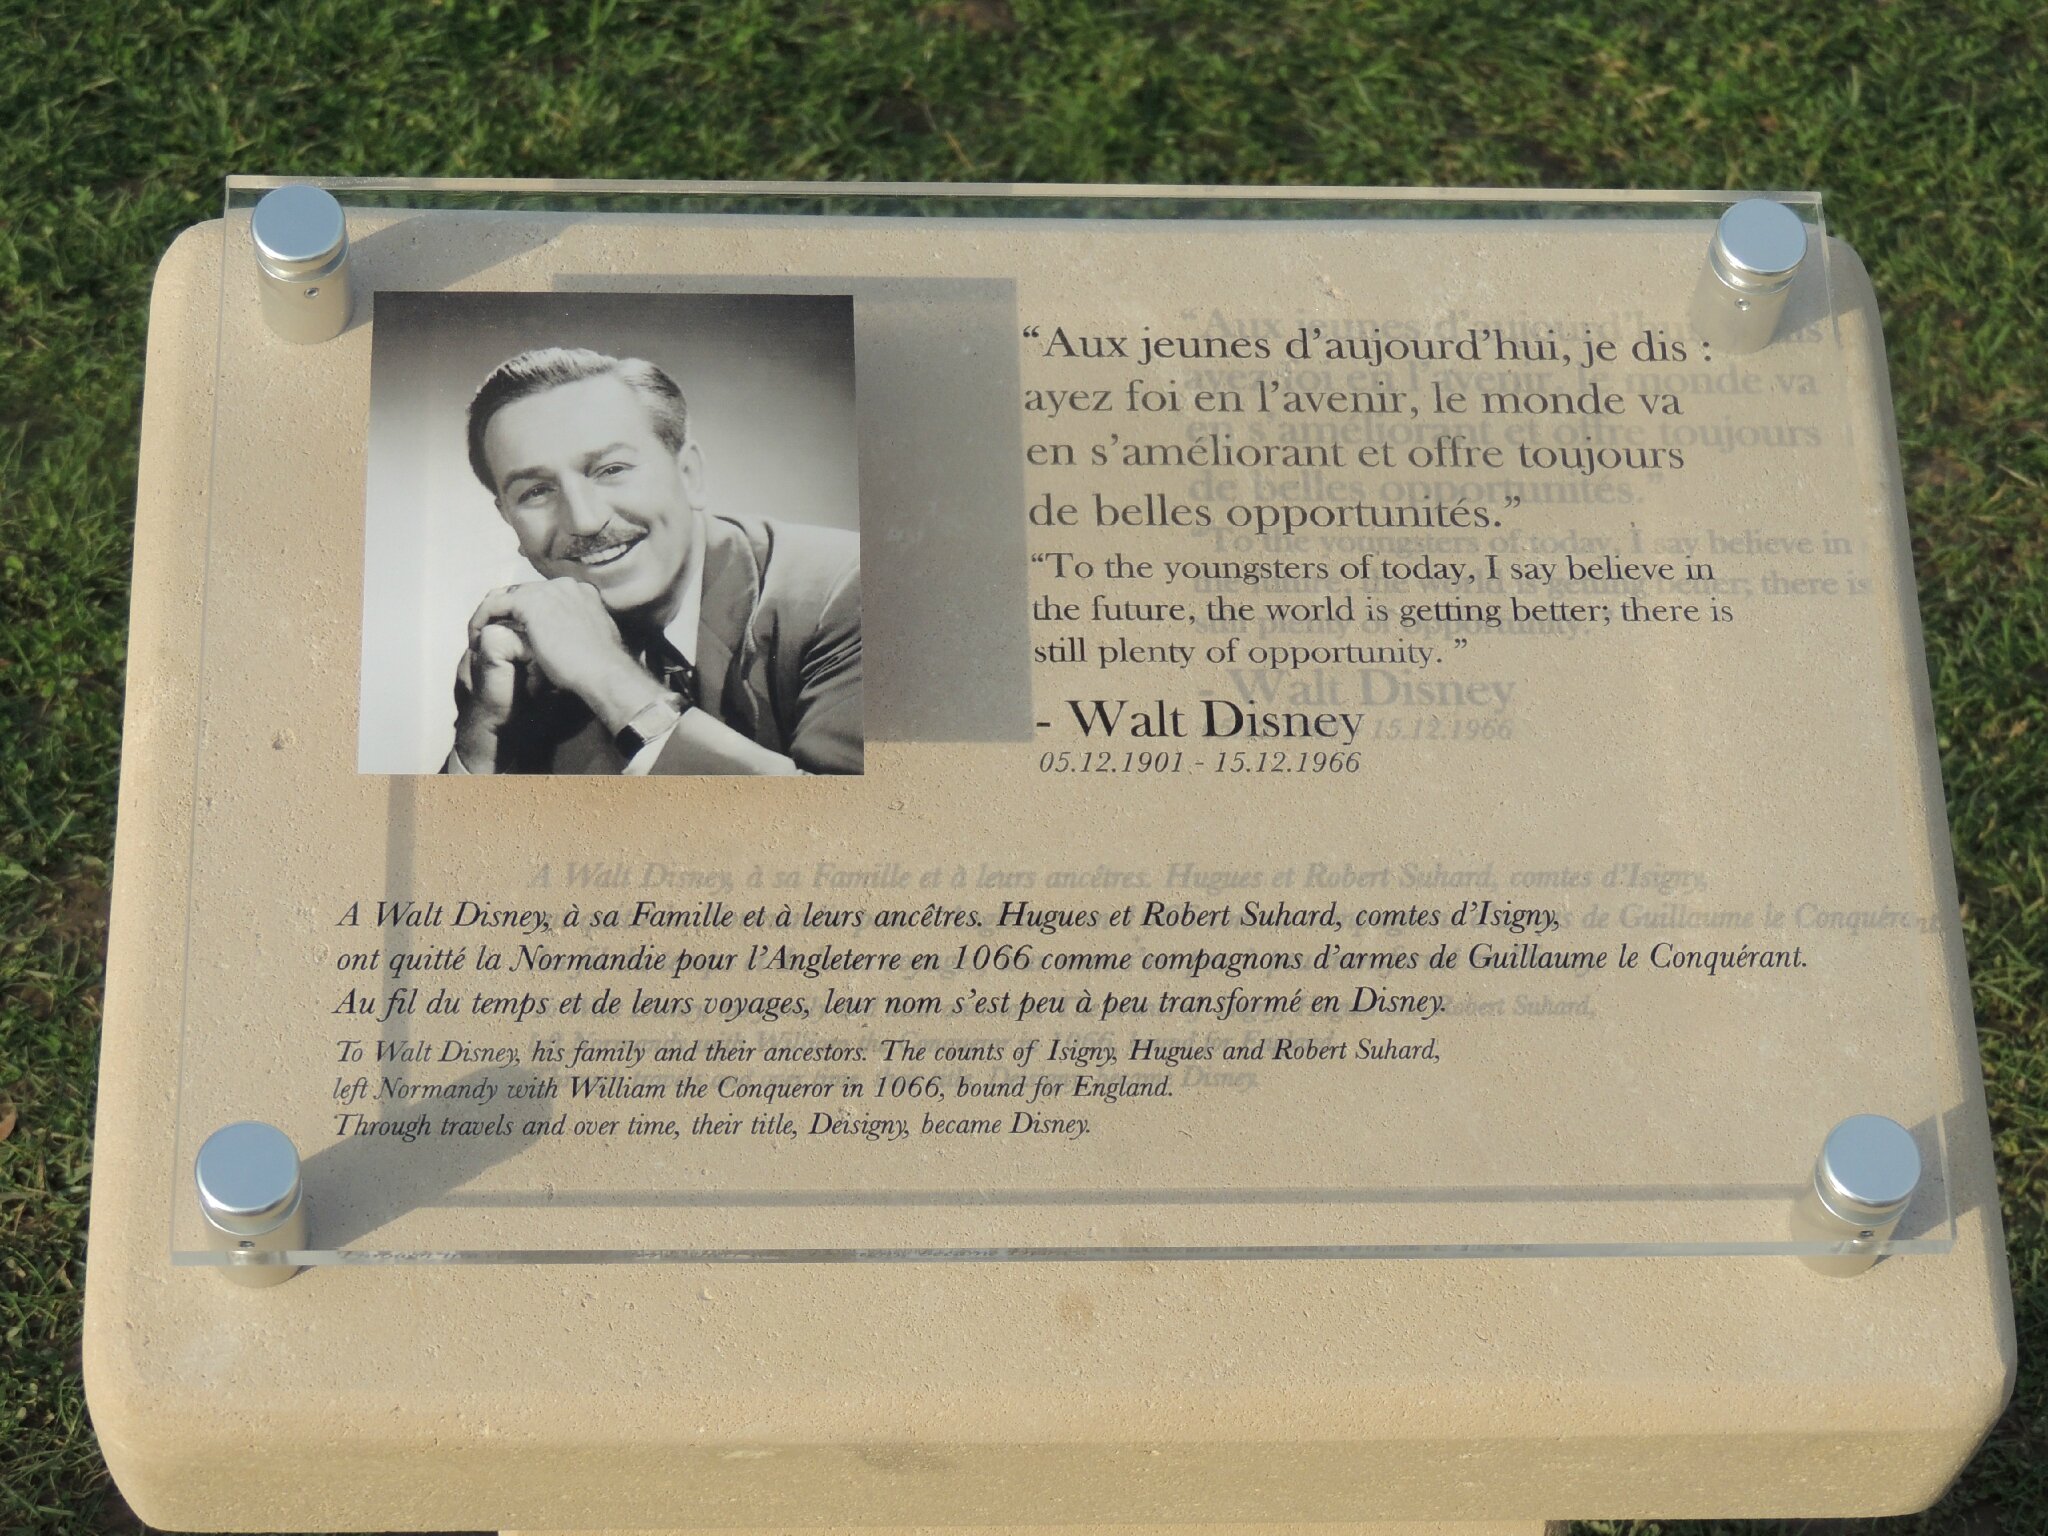 “Aux jeunes d’aujourd’hui, je dis :
ayez foi en l’avenir, le monde va
en s’améliorant et offre toujours
de belles opportunités.”
“To the youngsters of today, I say believe in
the future, the world is getting better; there is
still plenty of opportunity. ”
- Walt Disney
05.12.1901 - 15.12.1966
A Walt Disney, à sa Famille et à leurs ancêtres. Hugues et Robert Suhard, comtes d’Isigny,
ont quitté la Normandie pour l’Angleterre en 1066 comme compagnons d’armes de Guillaume le Conquérant.
Au fil du temps et de leurs voyages, leur nom s’est peu à peu transformé en Disney.
To Walt Disney, his family and their ancestors. The counts of Isigny, Hugues and Robert Suhard,
left Normandy with William the Conqueror in 1066, bound for England.
Through travels and over time, their title, Deisigny, became Disney.